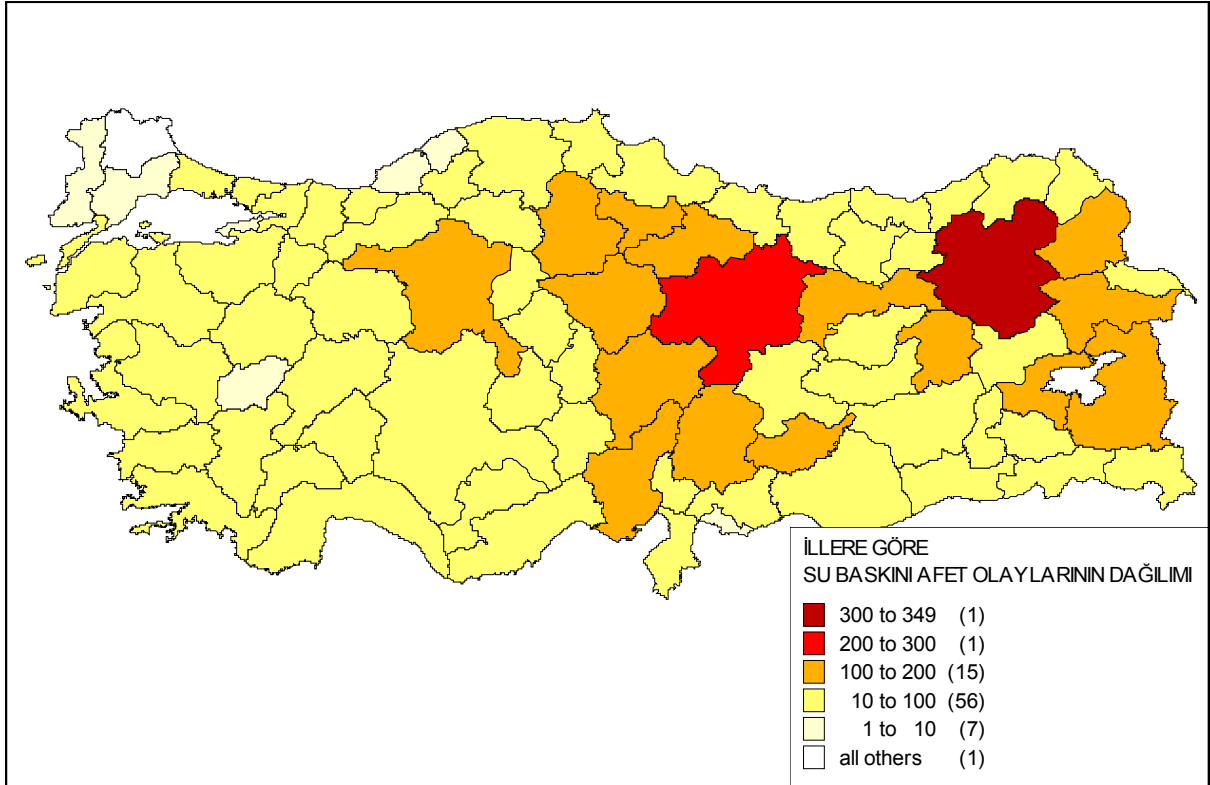 İLLERE GÖRE
SU BASKINI AFET OLAYLARININ DAĞILIMI
300 to 349 (1)
200 to 300 (1)
100 to 200 (15)
10 to 100 (56)
1 to 10 (7)
all others (1)